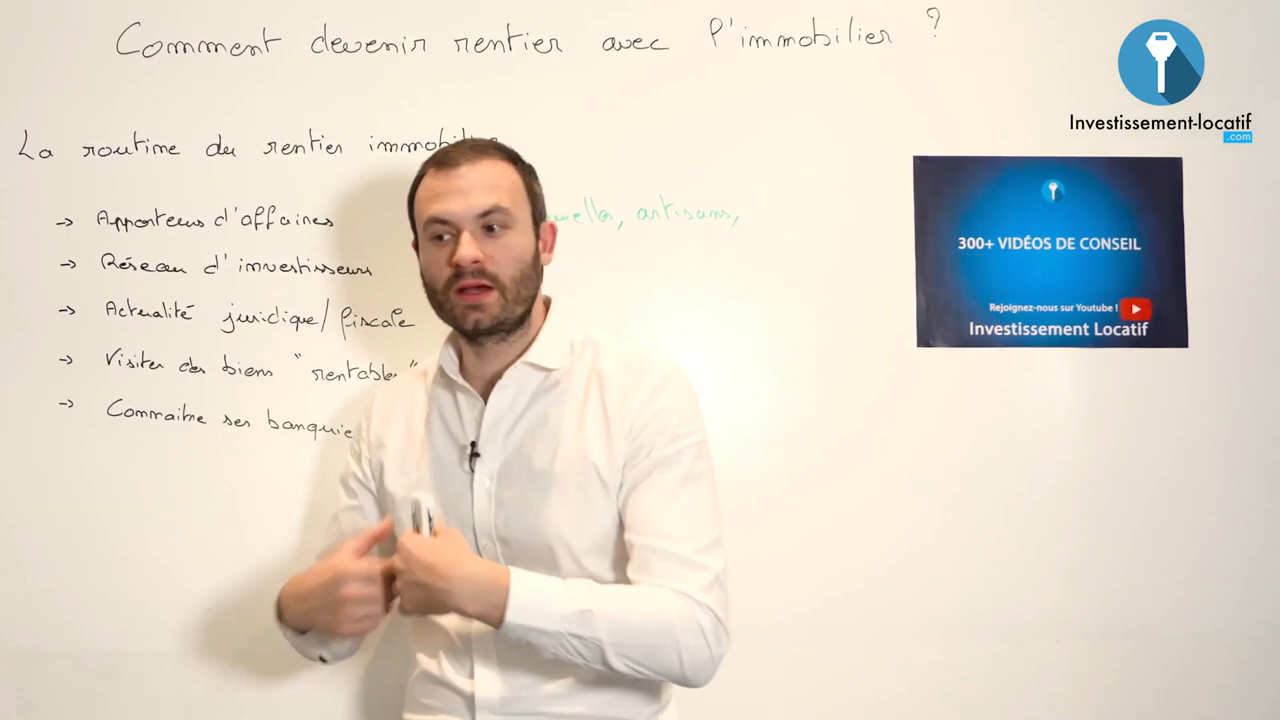 Comment devenir rentier avec l'immobilier ?
Investissement-locatif
.com
La routine du rentier
→ Apporteurs d'affaires
artisans,
→ Réseau d'investisseurs
→ Actualité juridique/fiscale
→ Visiter des biens "rentables"
→ Connaitre ses
300+ VIDÉOS DE CONSEIL
Rejoignez-nous sur Youtube !
Investissement Locatif